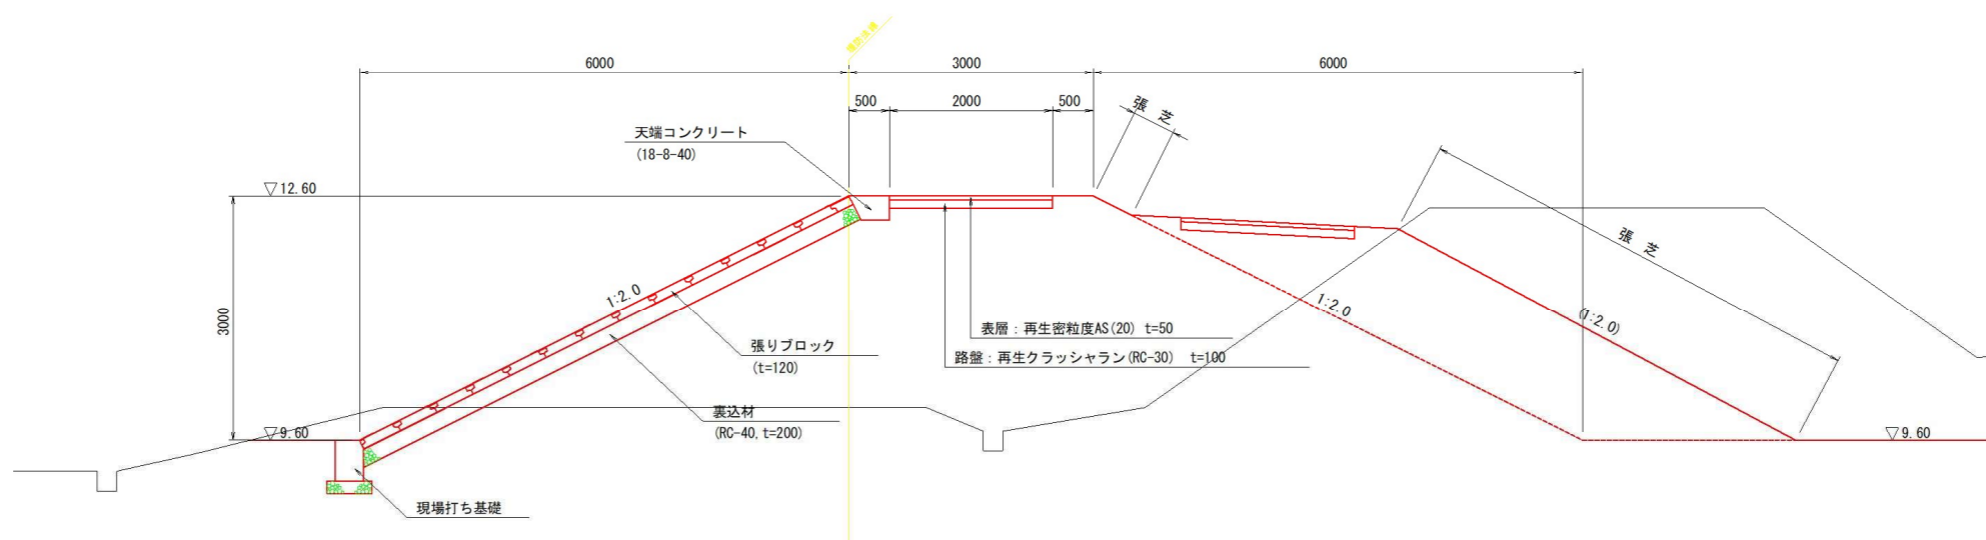 6000
3000
6000
500
2000
500
張 芝
天端コンクリート
(18-8-40)
▽12.60
1:2.0
3000
張 芝
1:2.0
(1:2.0)
表層：再生密粒度AS(20) t=50
路盤：再生クラッシャラン(RC-30) t=100
張りブロック
(t=120)
裏込材
(RC-40,t=200)
▽9.60
▽9.60
現場打ち基礎